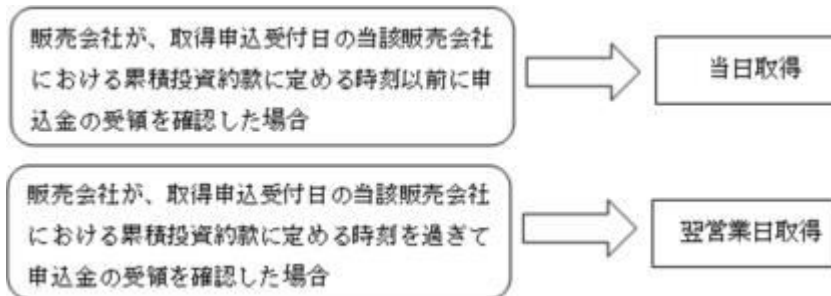 販売会社が、取得申込受付日の当該販売会社
における累積投資約款に定める時刻以前に申
込金の受領を確認した場合
当日取得
販売会社が、取得申込受付日の当該販売会社
における累積投資約款に定める時刻を過ぎて
申込金の受領を確認した場合
翌営業日取得